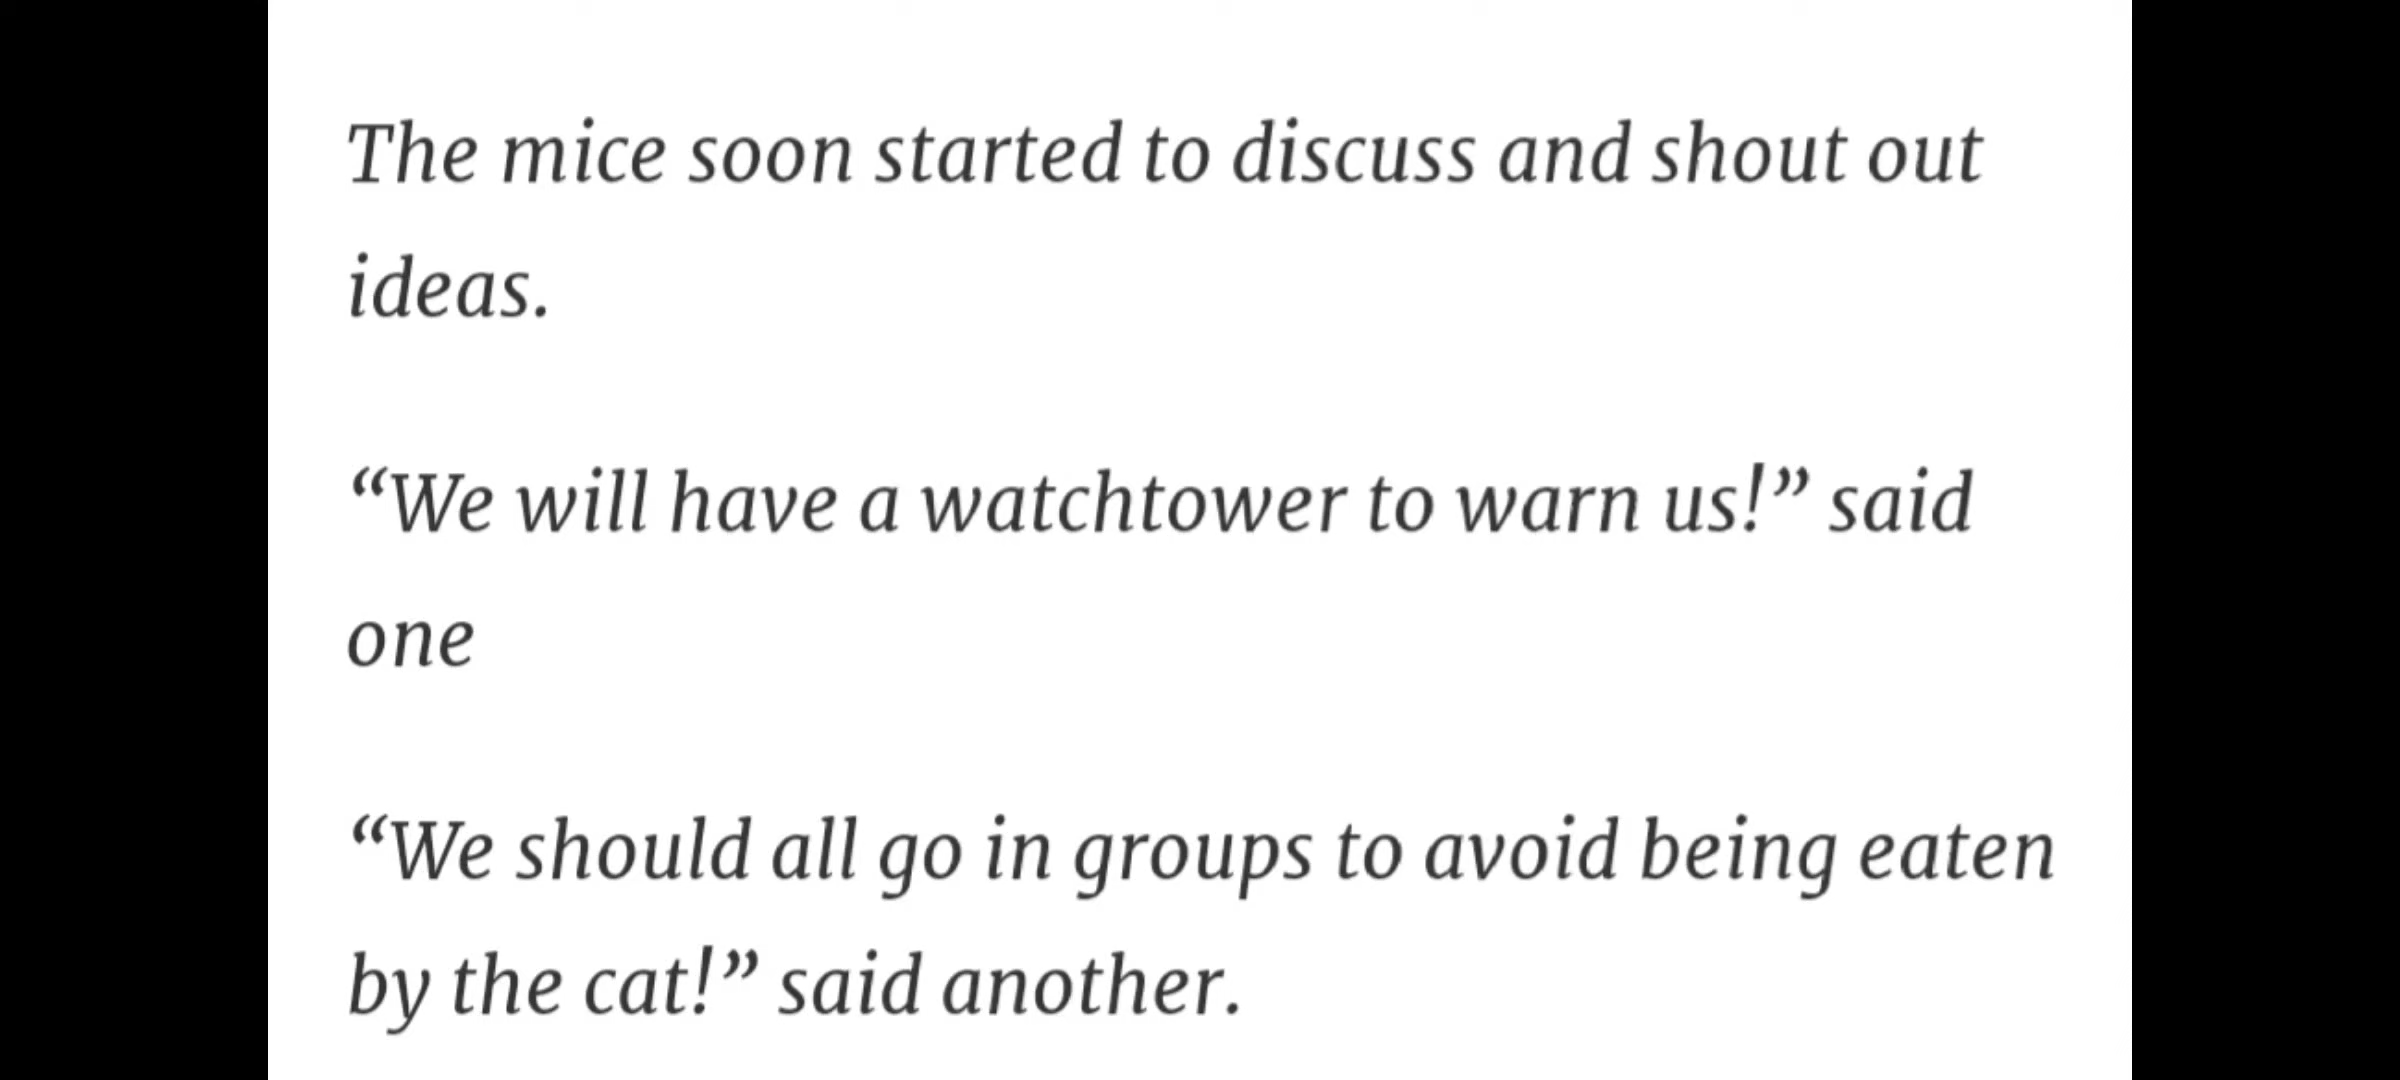 The mice soon started to discuss and shout out
ideas.
“We will have a watchtower to warn us!” said
one
“We should all go in groups to avoid being eaten
by the cat!” said another.